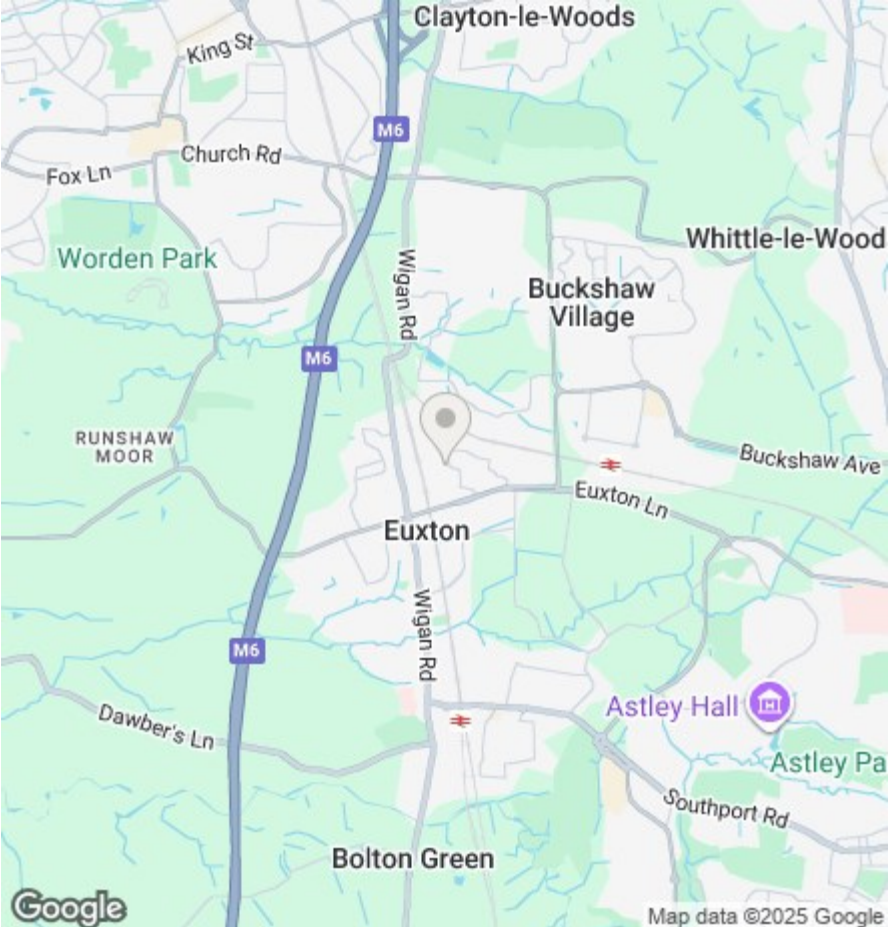 Clayton-le-Woods
King St
M6
Church Rd
Fox Ln
Whittle-le-Wood
Worden Park
Wigan Rd
Buckshaw
Village
M6
RUNSHAW
MOOR
Buckshaw Ave
Euxton Ln
Euxton
Wigan Rd
M6
Astley Hall
Dawber's Ln
Astley Pa
Southport Rd
Bolton Green
Google
Map data ©2025 Google